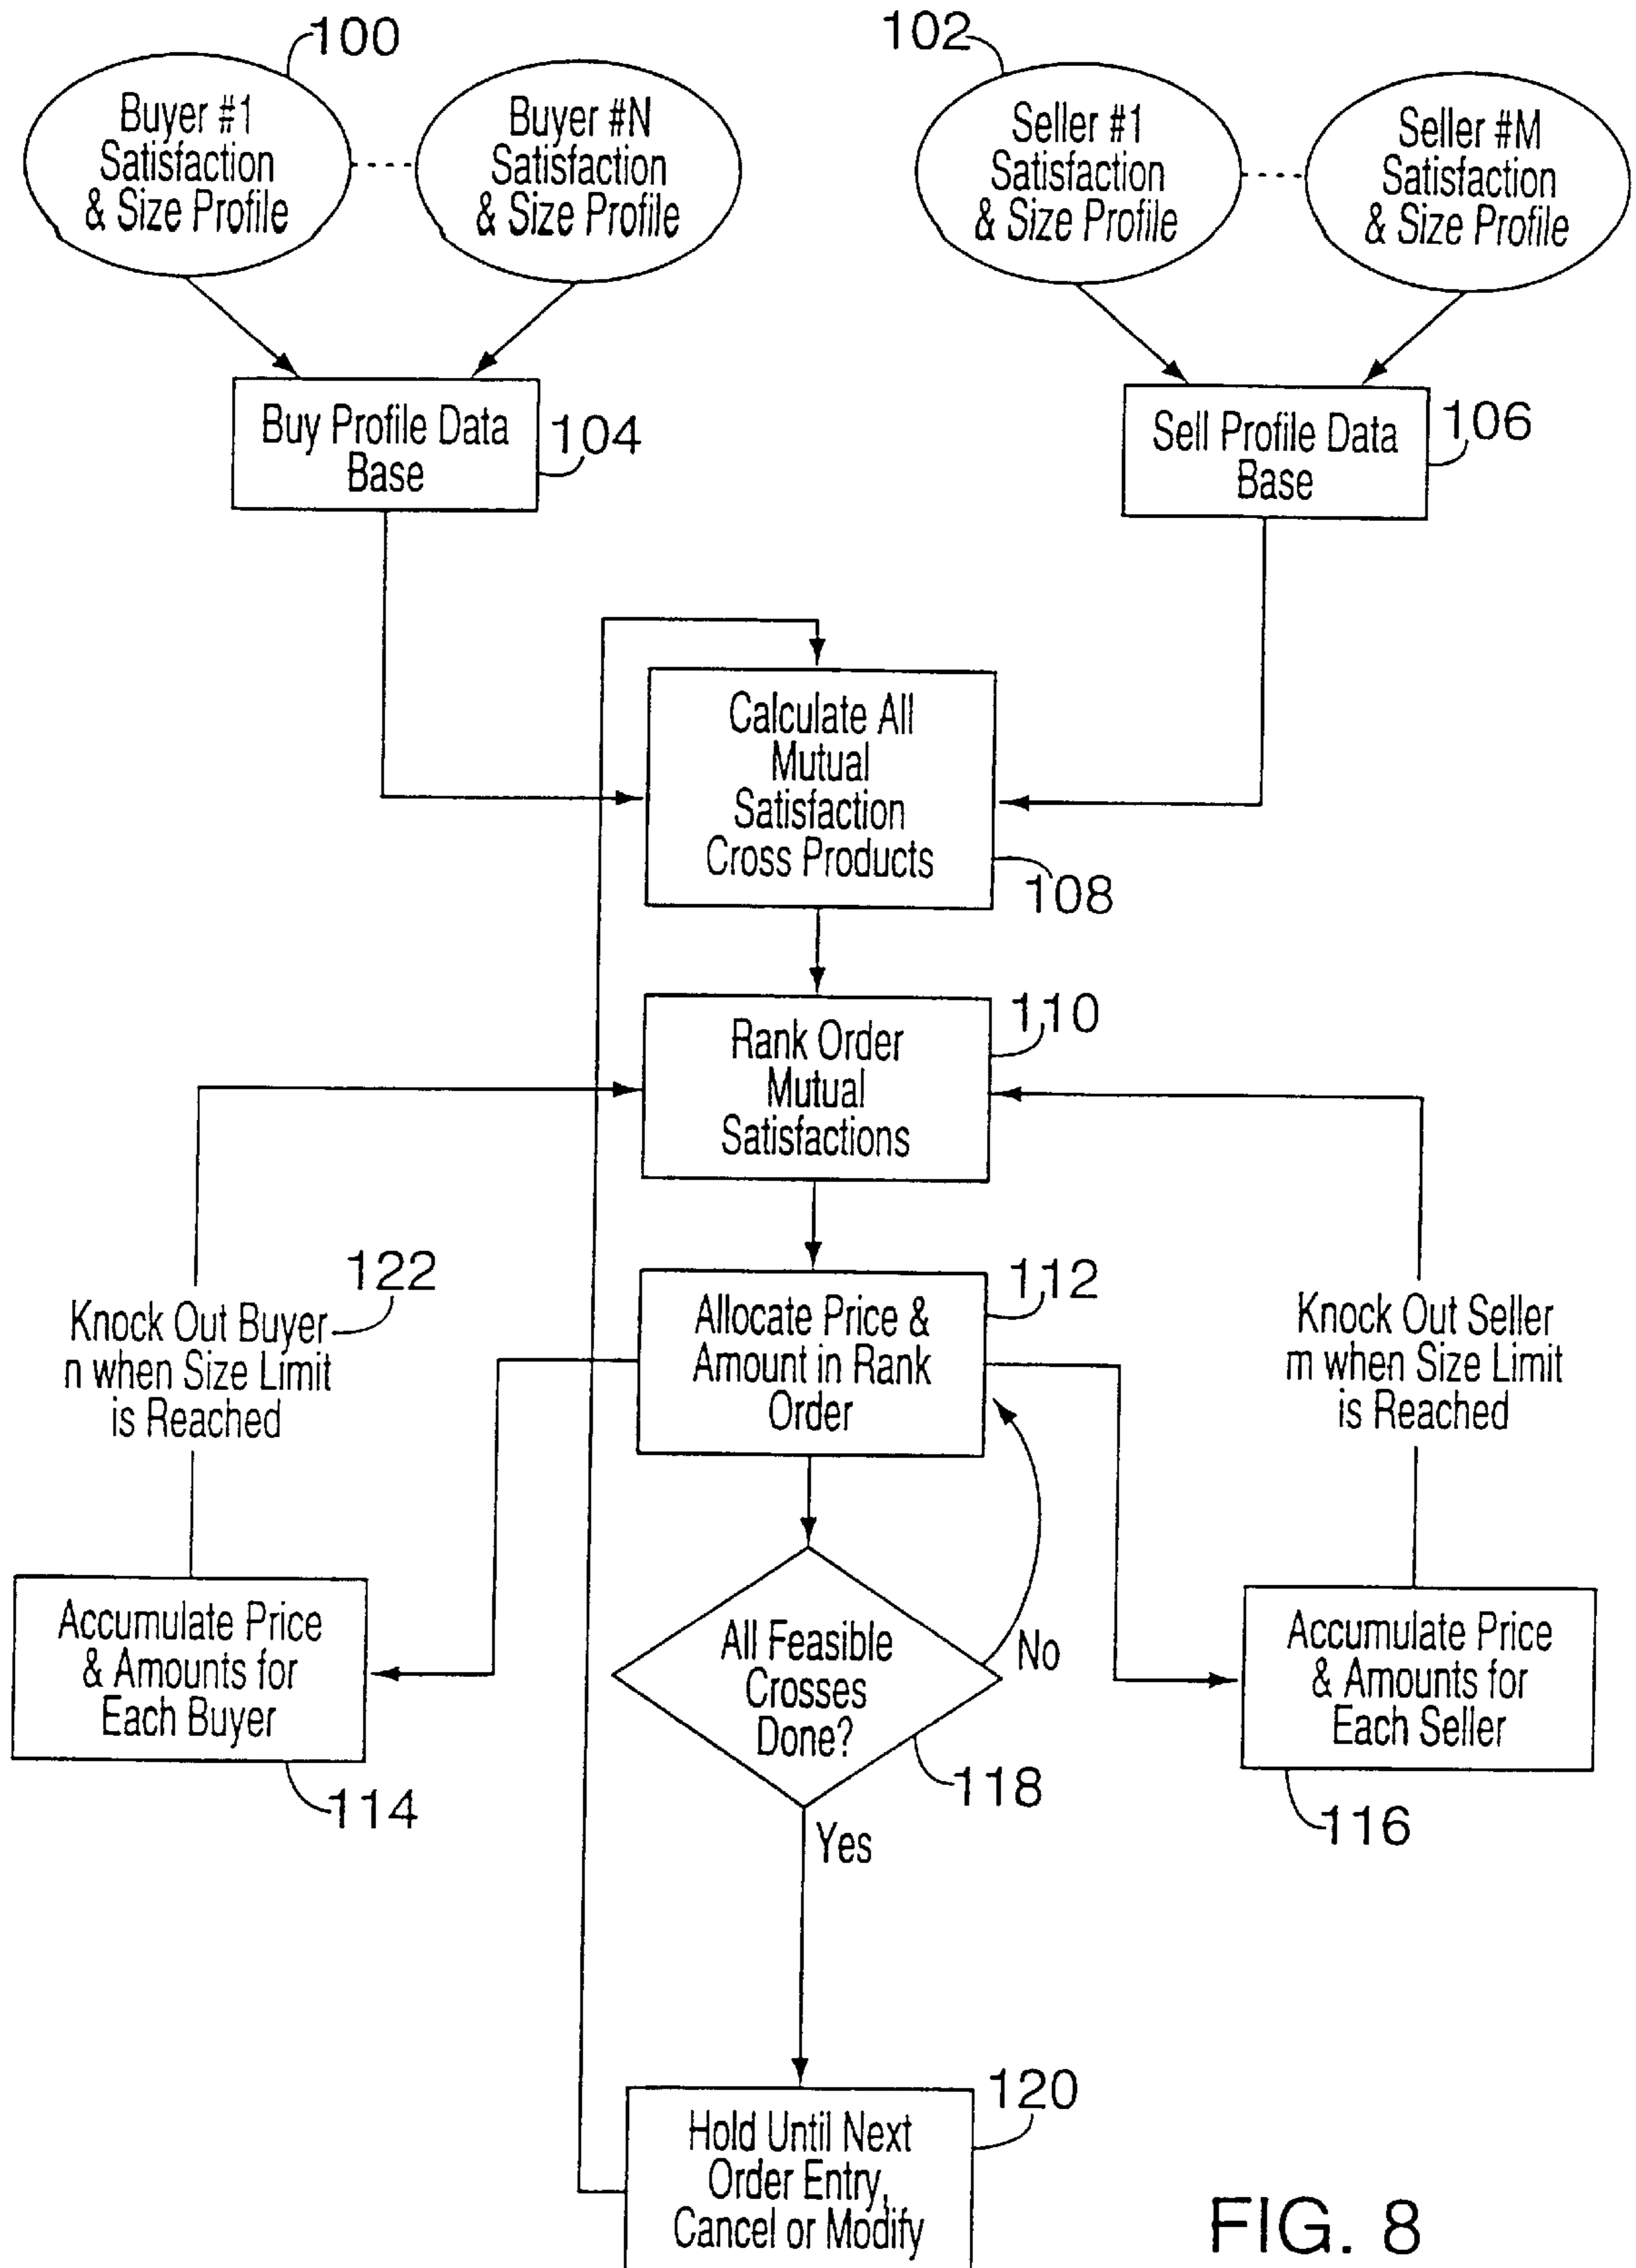 100
102
Buyer #1
Satisfaction
& Size Profile
Buyer #N
Satisfaction
& Size Profile
Seller #1
Satisfaction
& Size Profile
Seller #M
Satisfaction
& Size Profile
Buy Profile Data
Base
104
Sell Profile Data
Base
106
Calculate All
Mutual
Satisfaction
Cross Products
108
Rank Order
Mutual
Satisfactions
110
Allocate Price &
Amount in Rank
Order
112
Knock Out Buyer
n when Size Limit
is Reached
122
Knock Out Seller
m when Size Limit
is Reached
Accumulate Price
& Amounts for
Each Buyer
114
All Feasible
Crosses
Done?
No
118
Yes
Accumulate Price
& Amounts for
Each Seller
116
Hold Until Next
Order Entry,
Cancel or Modify
120
FIG. 8